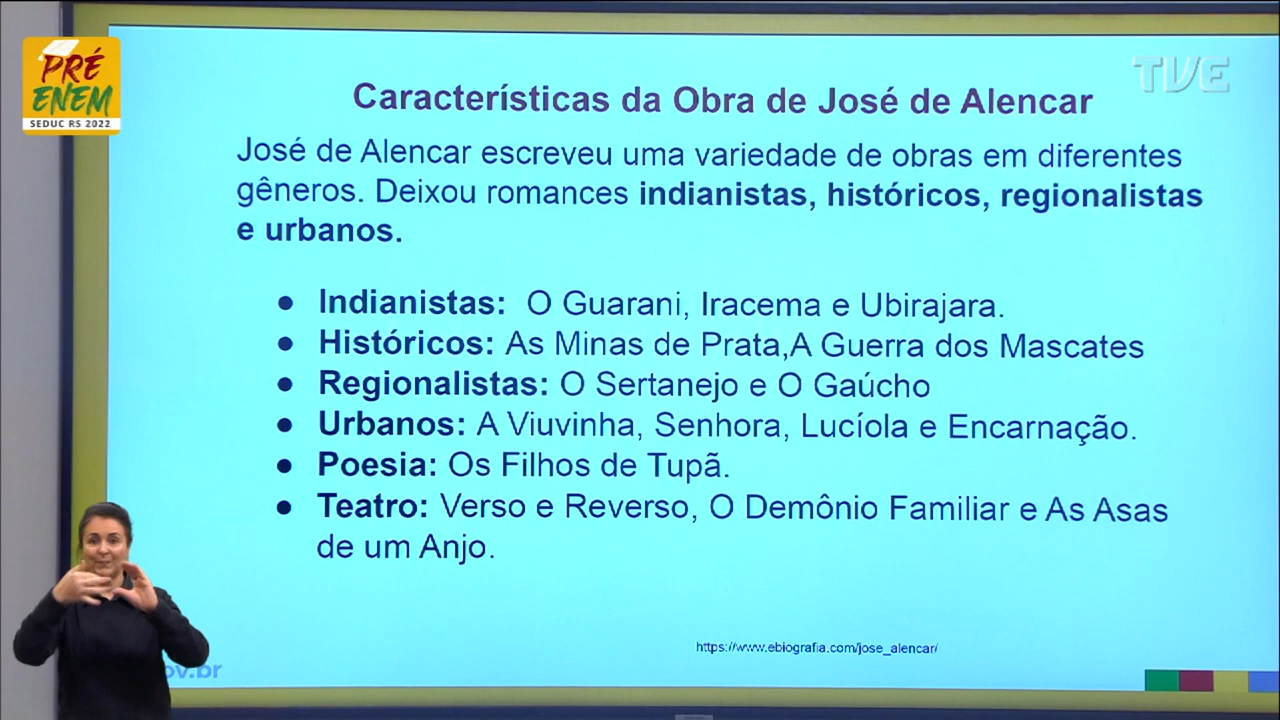 PRÉ
ENEM
SEDUC RS 2022
TVE
Características da Obra de José de Alencar
José de Alencar escreveu uma variedade de obras em diferentes
gêneros. Deixou romances indianistas, históricos, regionalistas
e urbanos.
● Indianistas: O Guarani, Iracema e Ubirajara.
● Históricos: As Minas de Prata,A Guerra dos Mascates
● Regionalistas: O Sertanejo e O Gaúcho
● Urbanos: A Viuvinha, Senhora, Lucíola e Encarnação.
● Poesia: Os Filhos de Tupã.
● Teatro: Verso e Reverso, O Demônio Familiar e As Asas
de um Anjo.
https://www.ebiografia.com/jose_alencar/
ov.br